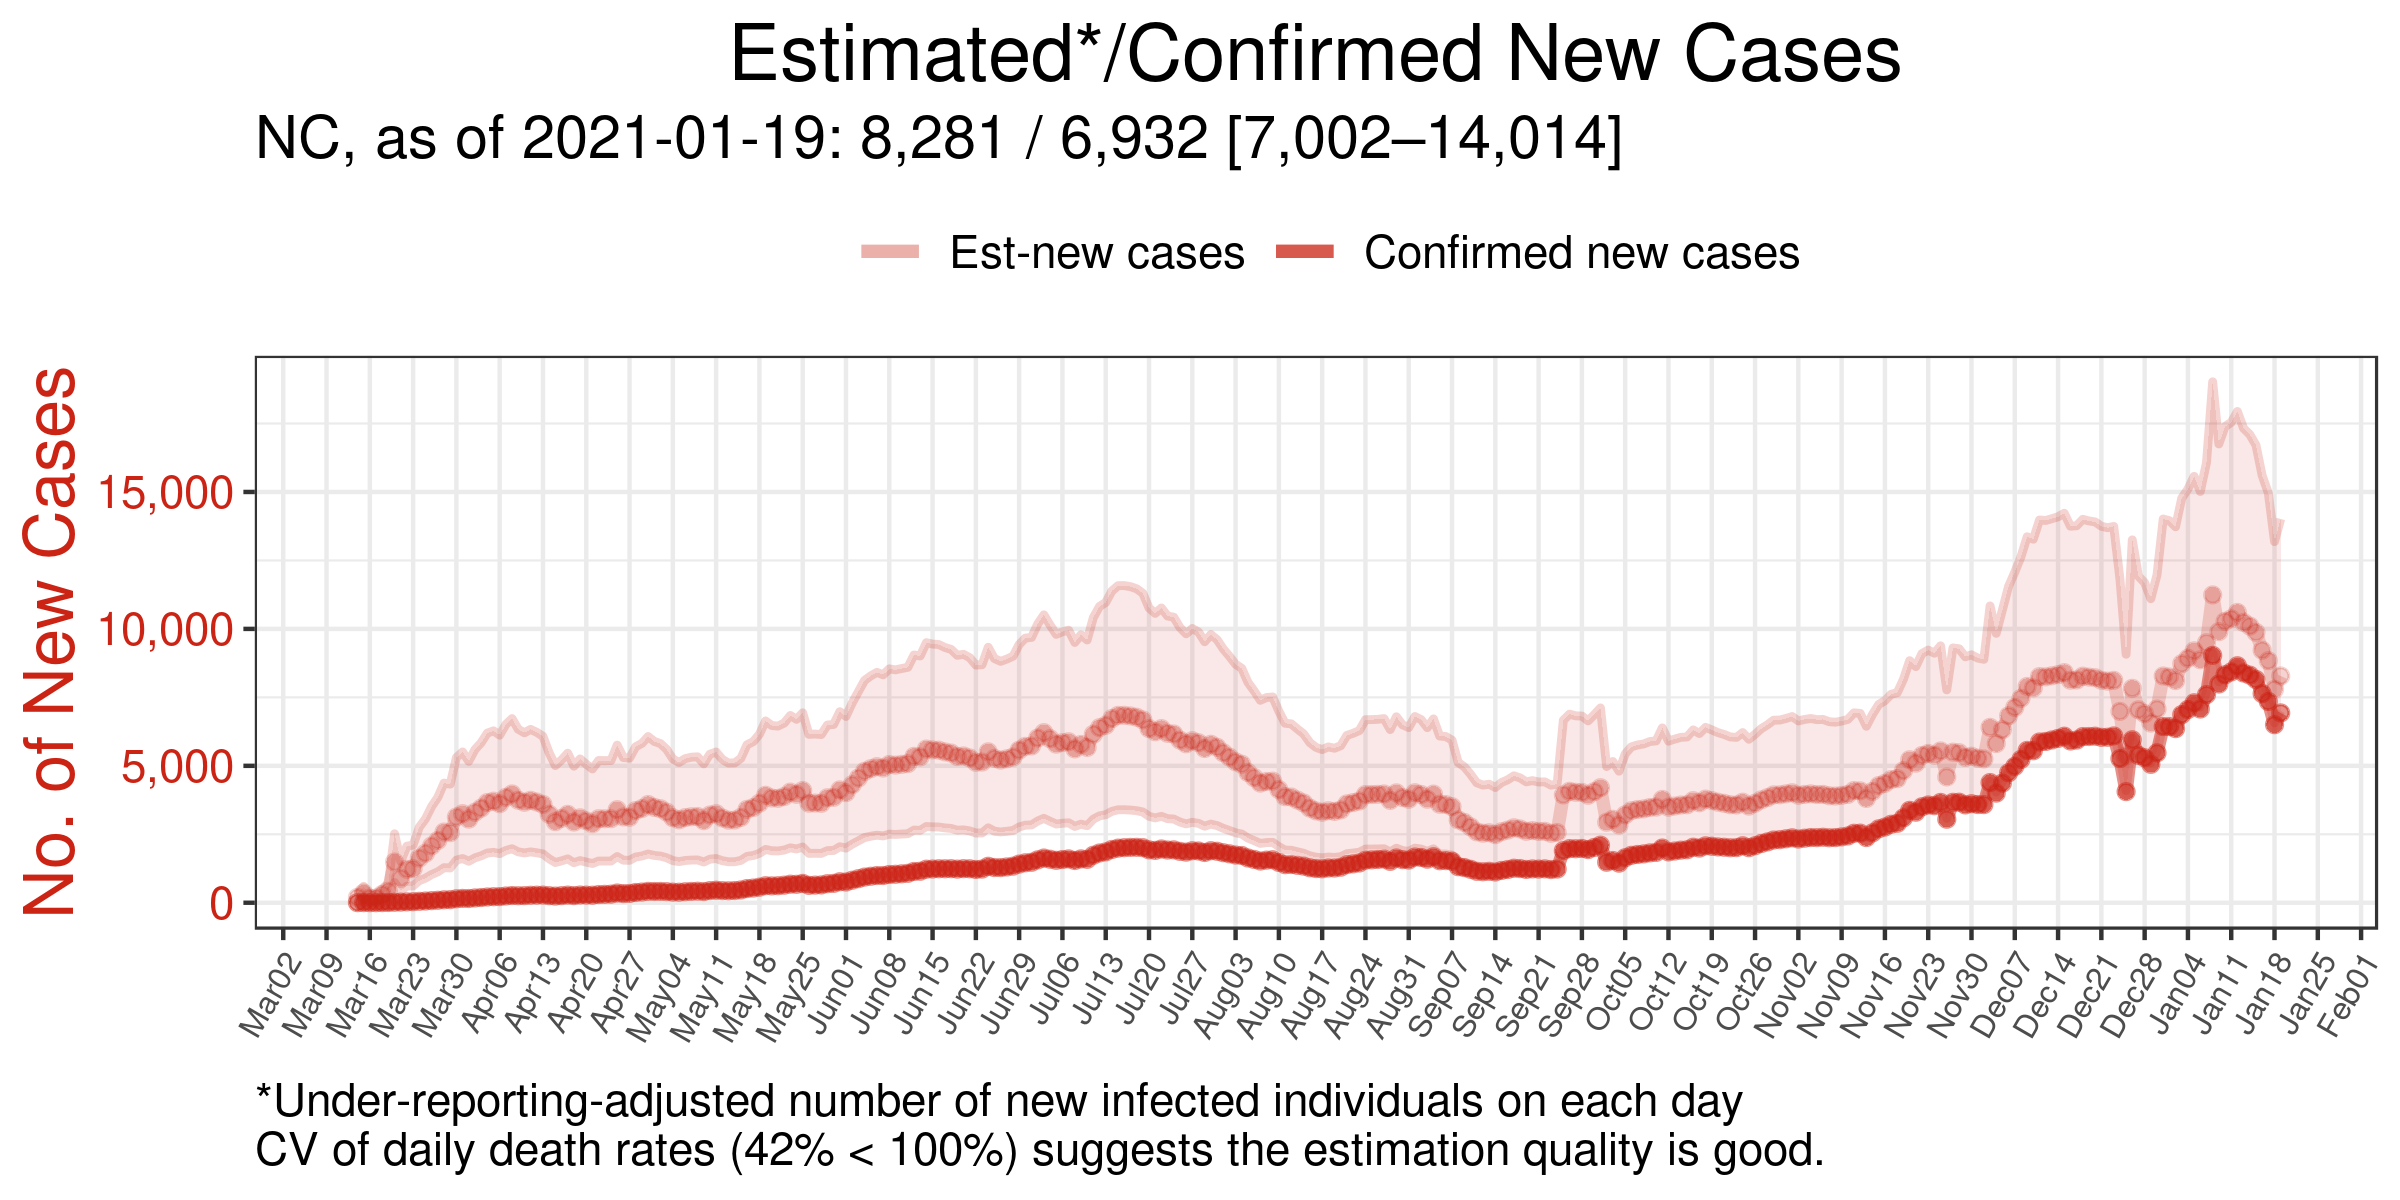 Estimated*/Confirmed New Cases
NC, as of 2021-01-19: 8,281 / 6,932 [7,002–14,014]
Est-new cases
Confirmed new cases
No. of New Cases
15,000
10,000
5,000
0
Mar02
Mar09
Mar16
Mar23
Mar30
Apr06
Apr13
Apr20
Apr27
May04
May11
May18
May25
Jun01
Jun08
Jun15
Jun22
Jun29
Jul06
Jul13
Jul20
Jul27
Aug03
Aug10
Aug17
Aug24
Aug31
Sep07
Sep14
Sep21
Sep28
Oct05
Oct12
Oct19
Oct26
Nov02
Nov09
Nov16
Nov23
Nov30
Dec07
Dec14
Dec21
Dec28
Jan04
Jan11
Jan18
Jan25
Feb01
*Under-reporting-adjusted number of new infected individuals on each day
CV of daily death rates (42% < 100%) suggests the estimation quality is good.